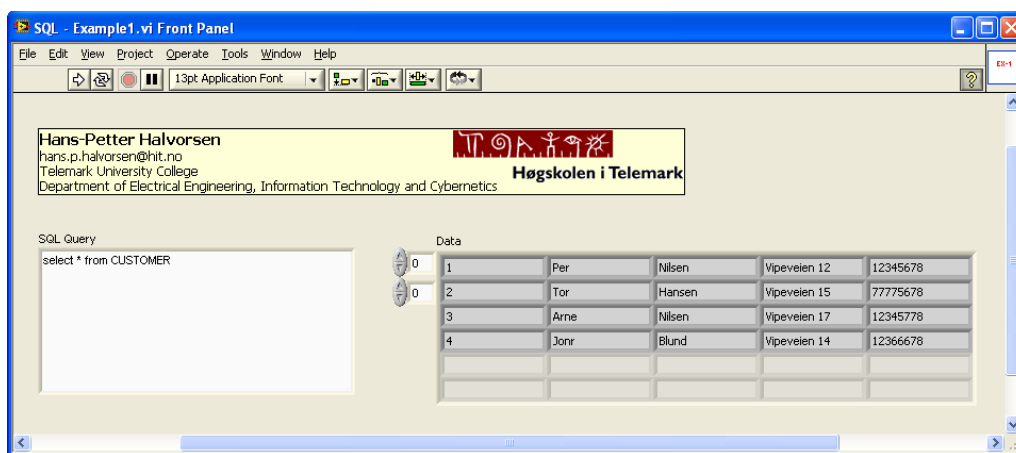 SQL - Example1.vi Front Panel
File Edit View Project Operate Tools Window Help
13pt Application Font
EX-1
Hans-Petter Halvorsen
hans.p.halvorsen@hit.no
Telemark University College
Department of Electrical Engineering, Information Technology and Cybernetics
Høgskolen i Telemark
SQL Query
select * from CUSTOMER
Data
0
0
1 Per Nilsen Vipeveien 12 12345678
2 Tor Hansen Vipeveien 15 77775678
3 Arne Nilsen Vipeveien 17 12345778
4 Jonr Blund Vipeveien 14 12366678